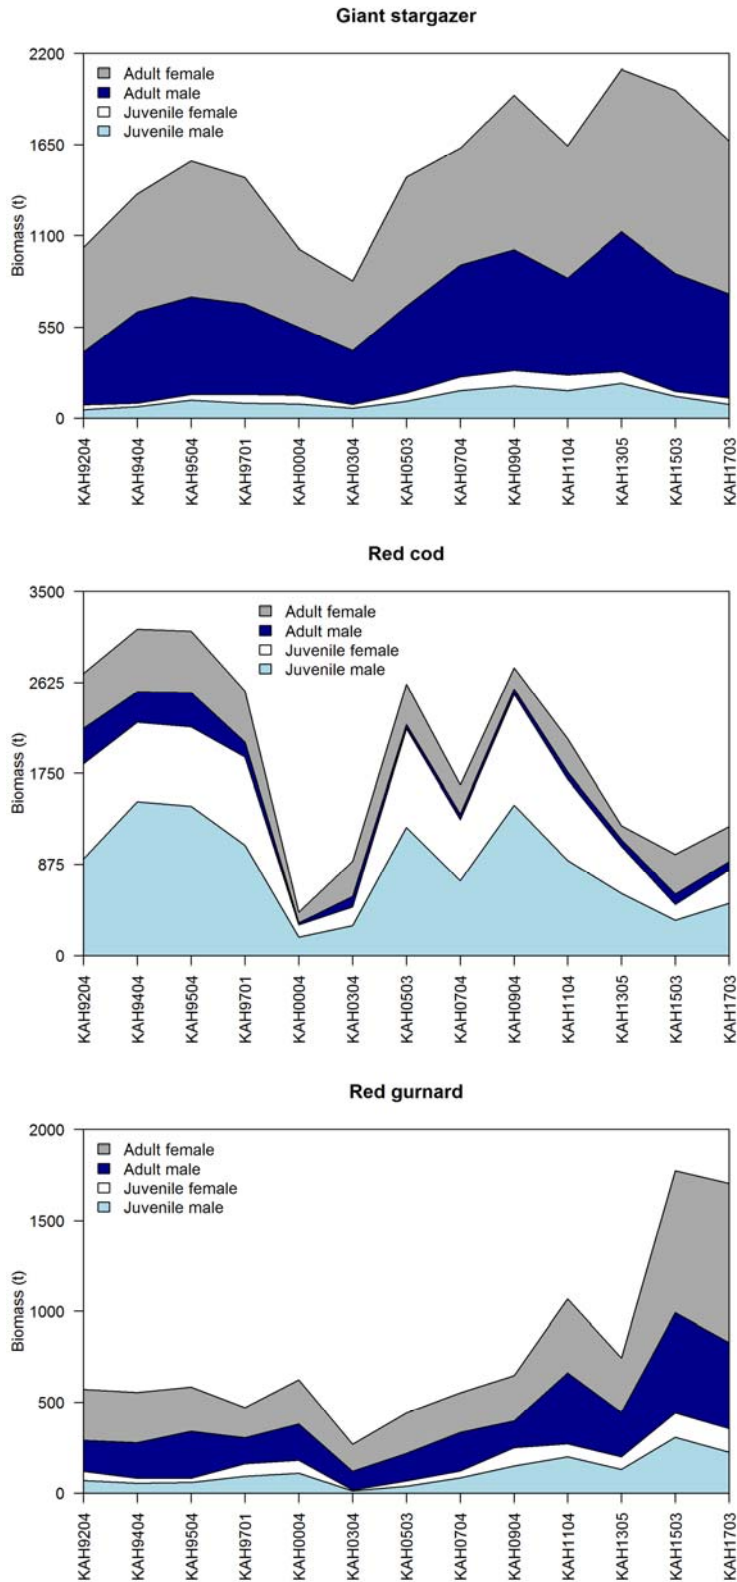 Giant stargazer
2200
1650
1100
550
0
Biomass (t)
Adult female
Adult male
Juvenile female
Juvenile male
KAH9204
KAH9404
KAH9504
KAH9701
KAH0004
KAH0304
KAH0503
KAH0704
KAH0904
KAH1104
KAH1305
KAH1503
KAH1703
Red cod
3500
2625
1750
875
0
Biomass (t)
Adult female
Adult male
Juvenile female
Juvenile male
KAH9204
KAH9404
KAH9504
KAH9701
KAH0004
KAH0304
KAH0503
KAH0704
KAH0904
KAH1104
KAH1305
KAH1503
KAH1703
Red gurnard
2000
1500
1000
500
0
Biomass (t)
Adult female
Adult male
Juvenile female
Juvenile male
KAH9204
KAH9404
KAH9504
KAH9701
KAH0004
KAH0304
KAH0503
KAH0704
KAH0904
KAH1104
KAH1305
KAH1503
KAH1703